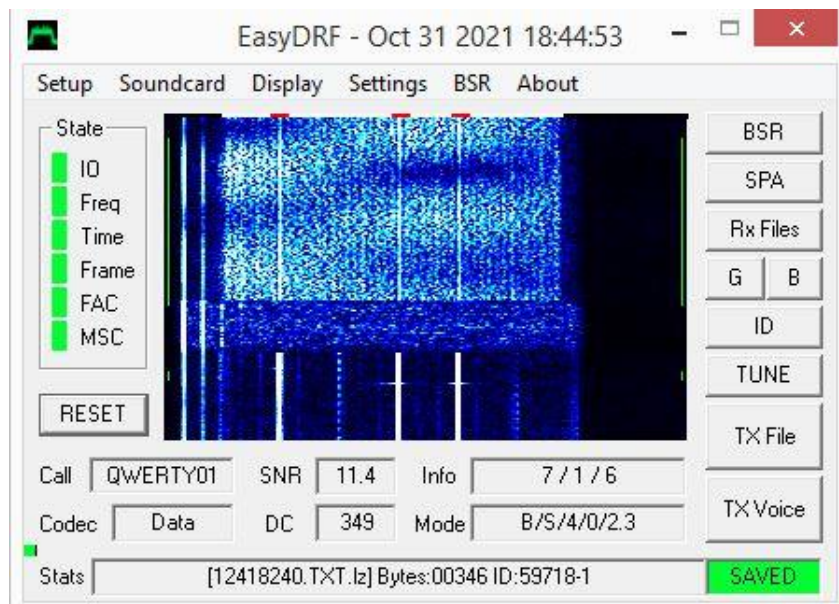 EasyDRF - Oct 31 2021 18:44:53
Setup Soundcard Display Settings BSR About
State
IO
Freq
Time
Frame
FAC
MSC
RESET
BSR
SPA
Rx Files
G B
ID
TUNE
TX File
TX Voice
Call QWERTY01 SNR 11.4 Info 7 / 1 / 6
Codec Data DC 349 Mode B/S/4/0/2.3
Stats [12418240.TXT.lz] Bytes:00346 ID:59718-1 SAVED